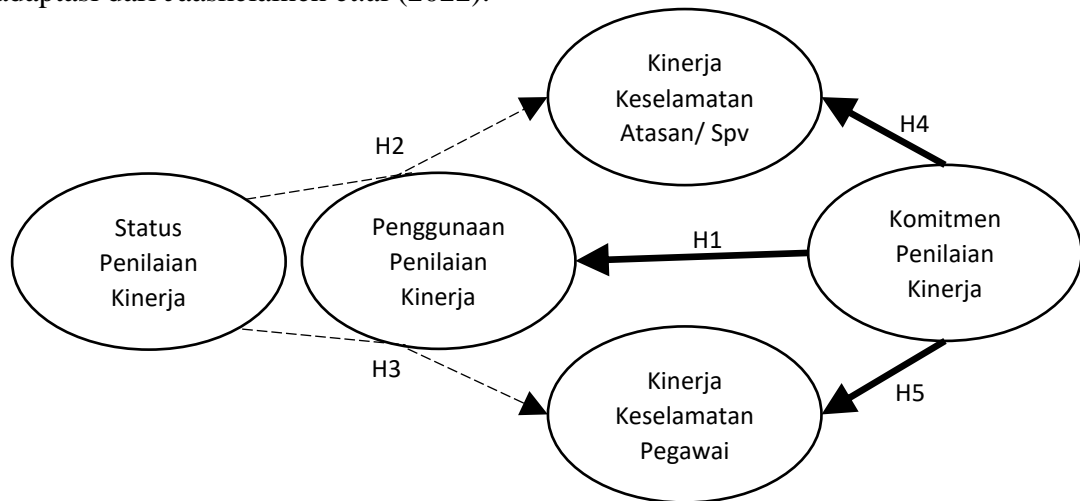 adaptasi dari Jaaskelainen et.al (2022).
Kinerja
Keselamatan
Atasan/ Spv
H4
H2
Status
Penilaian
Kinerja
Penggunaan
Penilaian
Kinerja
H1
Komitmen
Penilaian
Kinerja
H3
Kinerja
Keselamatan
Pegawai
H5